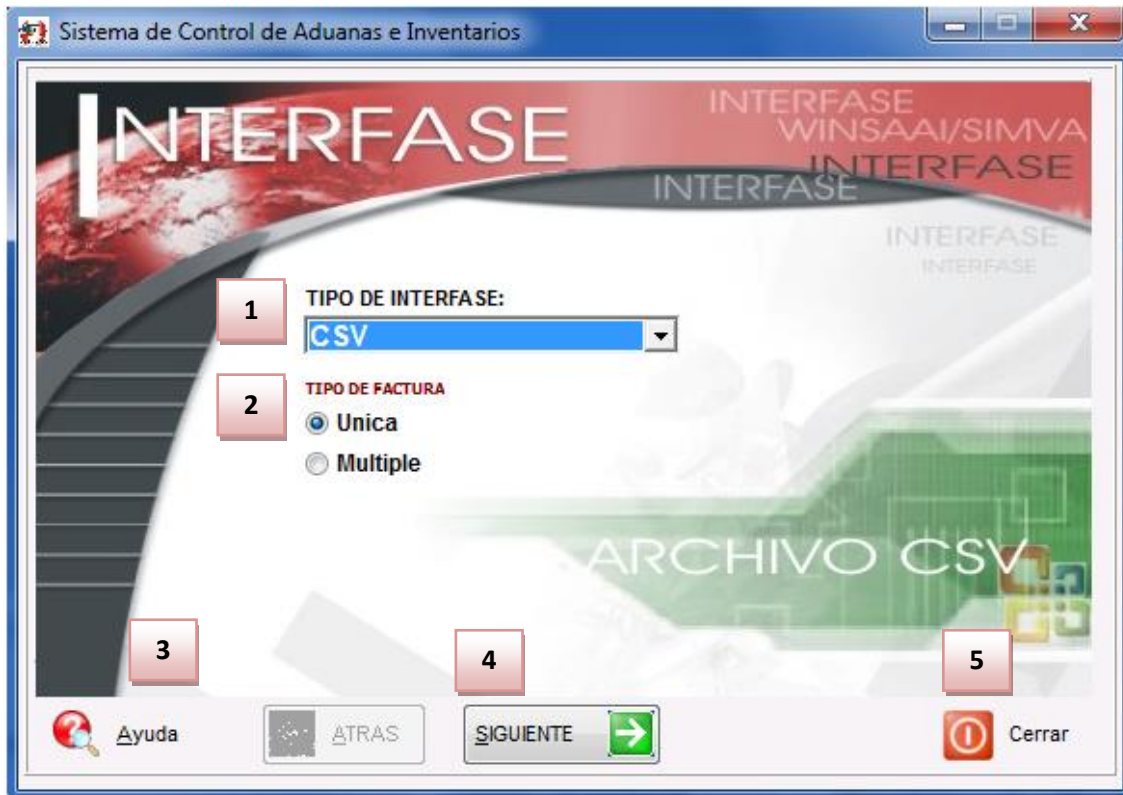 Sistema de Control de Aduanas e Inventarios
INTERFASE
INTERFASE
WINSAAI/SIMVA
INTERFASE
INTERFASE
INTERFASE
INTERFASE
1
TIPO DE INTERFASE:
CSV
2
TIPO DE FACTURA
Unica
Multiple
ARCHIVO CSV
3
4
5
Ayuda
ATRAS
SIGUIENTE
Cerrar